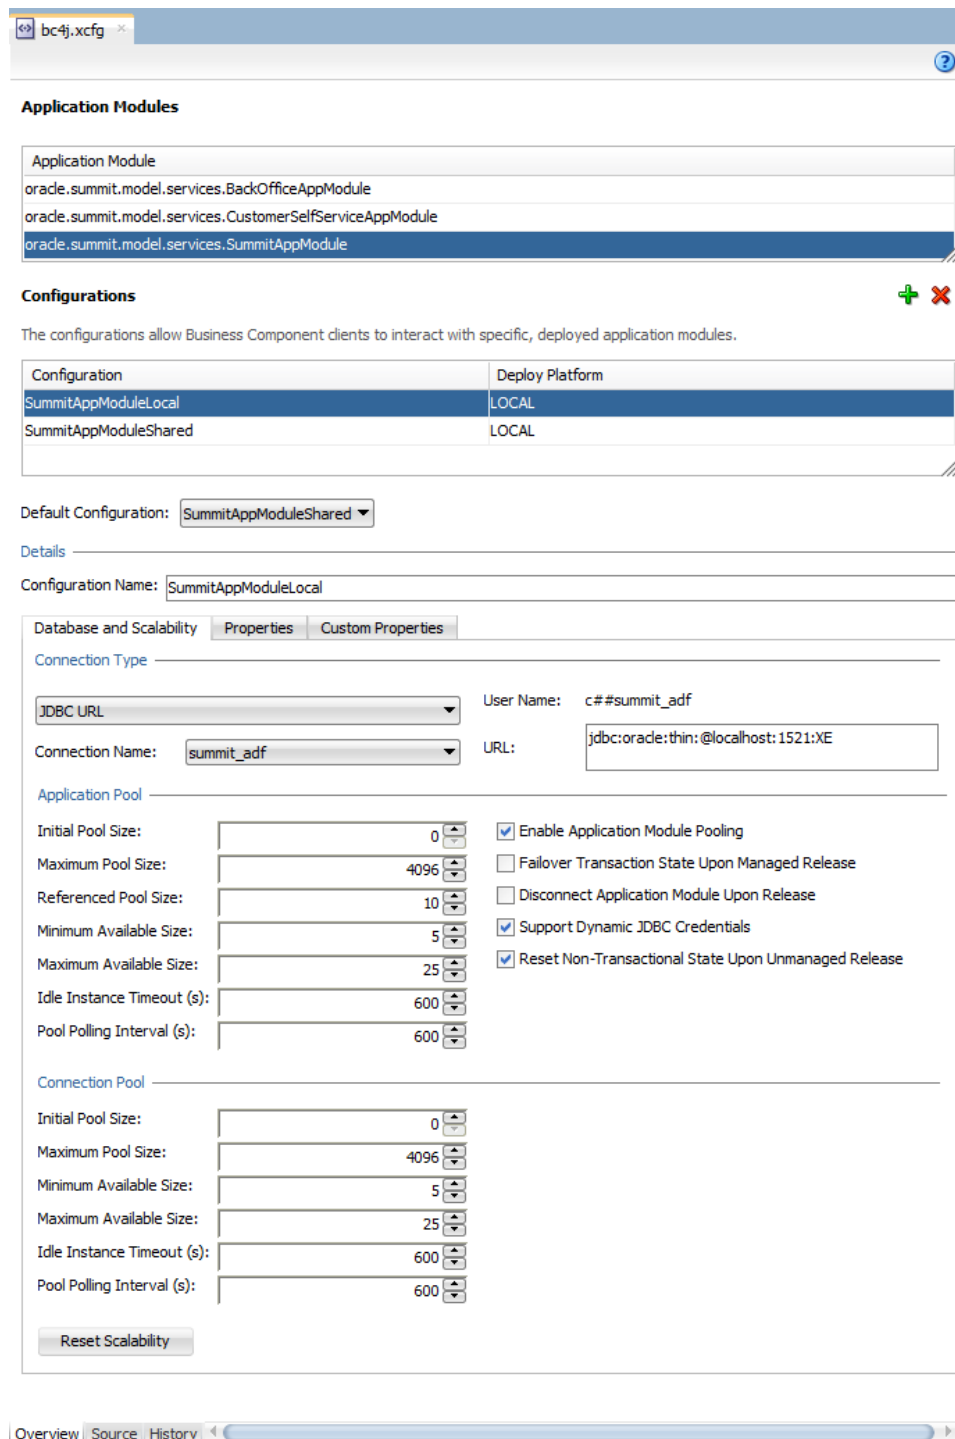 bc4j.xcfg
Application Modules
Application Module
oracle.summit.model.services.BackOfficeAppModule
oracle.summit.model.services.CustomerSelfServiceAppModule
oracle.summit.model.services.SummitAppModule
Configurations
The configurations allow Business Component clients to interact with specific, deployed application modules.
Configuration Deploy Platform
SummitAppModuleLocal LOCAL
SummitAppModuleShared LOCAL
Default Configuration: SummitAppModuleShared
Details
Configuration Name: SummitAppModuleLocal
Database and Scalability Properties Custom Properties
Connection Type
JDBC URL User Name: c##summit_adf
Connection Name: summit_adf URL: jdbc:oracle:thin:@localhost:1521:XE
Application Pool
Initial Pool Size: 0 Enable Application Module Pooling
Maximum Pool Size: 4096 Failover Transaction State Upon Managed Release
Referenced Pool Size: 10 Disconnect Application Module Upon Release
Minimum Available Size: 5 Support Dynamic JDBC Credentials
Maximum Available Size: 25 Reset Non-Transactional State Upon Unmanaged Release
Idle Instance Timeout (s): 600
Pool Polling Interval (s): 600
Connection Pool
Initial Pool Size: 0
Maximum Pool Size: 4096
Minimum Available Size: 5
Maximum Available Size: 25
Idle Instance Timeout (s): 600
Pool Polling Interval (s): 600
Reset Scalability
Overview Source History